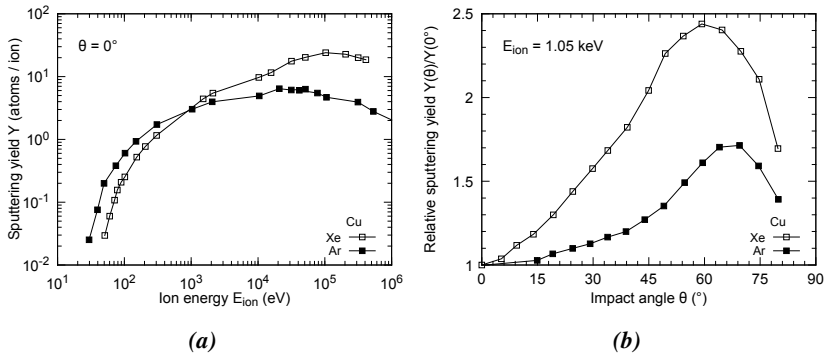 10²
10¹
10⁰
10⁻¹
10⁻²
Sputtering yield Y (atoms / ion)
θ = 0°
Cu
Xe
Ar
10¹ 10² 10³ 10⁴ 10⁵ 10⁶
Ion energy E_ion (eV)
(a)
2.5
2
1.5
1
Relative sputtering yield Y(θ)/Y(0°)
E_ion = 1.05 keV
Cu
Xe
Ar
0 15 30 45 60 75 90
Impact angle θ (°)
(b)